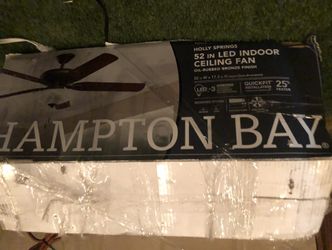 HOLLY SPRINGS
52 IN LED INDOOR
CEILING FAN
OIL-RUBBED BRONZE FINISH
LED
QUICKFIT
INSTALLATION
25%
FASTER
HAMPTON BAY